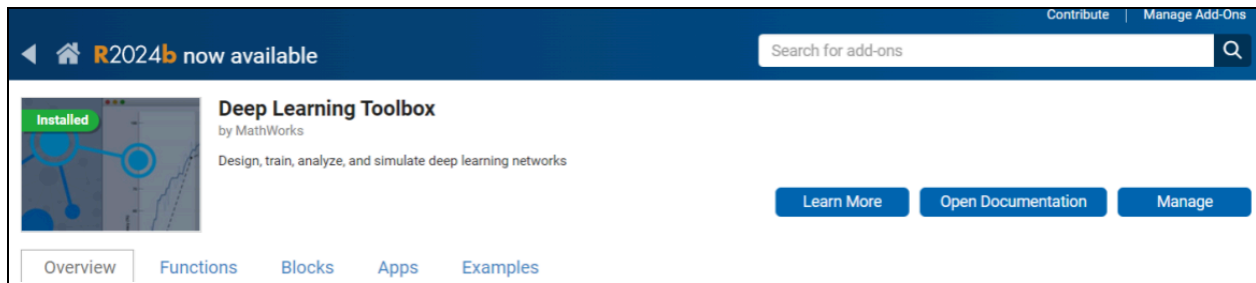 Contribute | Manage Add-Ons
R2024b now available
Search for add-ons
Installed
Deep Learning Toolbox
by MathWorks
Design, train, analyze, and simulate deep learning networks
Learn More Open Documentation Manage
Overview Functions Blocks Apps Examples